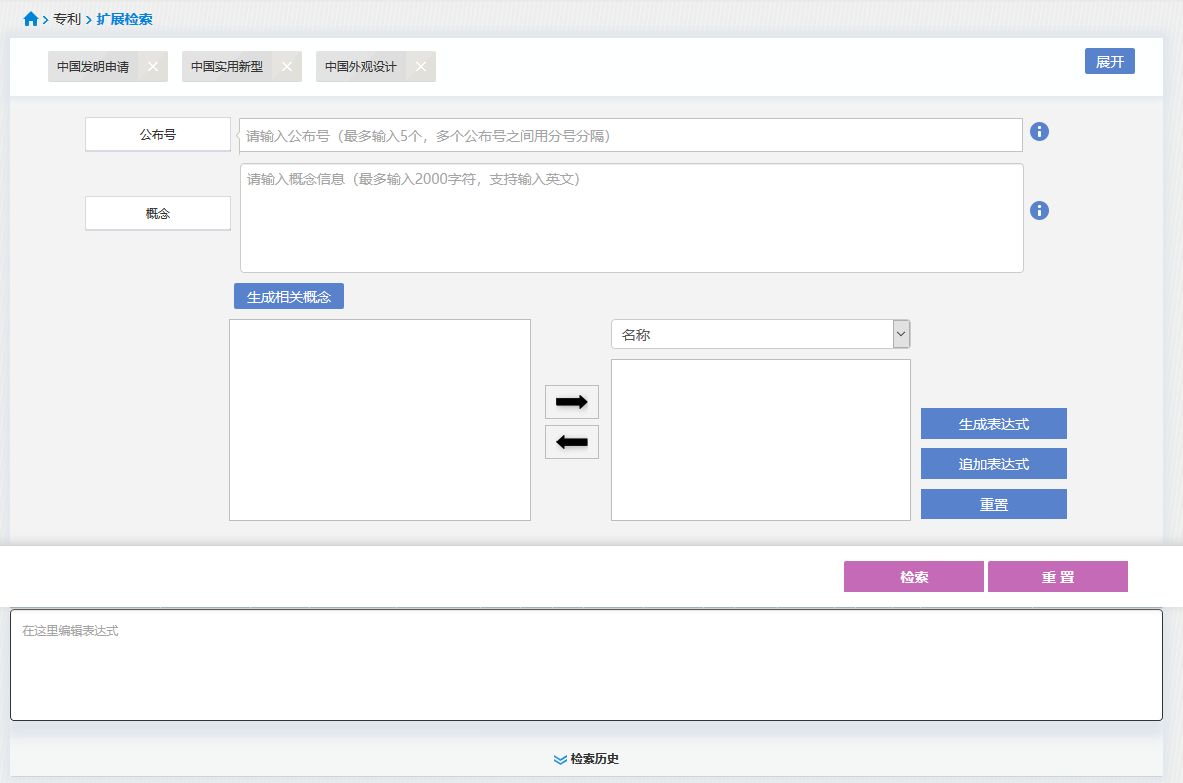 专利 扩展检索
中国发明申请 中国实用新型 中国外观设计 展开
公布号 请输入公布号（最多输入5个，多个公布号之间用分号分隔）
请输入概念信息（最多输入2000字符，支持输入英文）
概念
生成相关概念
名称
生成表达式
追加表达式
重置
检索 重 置
在这里编辑表达式
检索历史